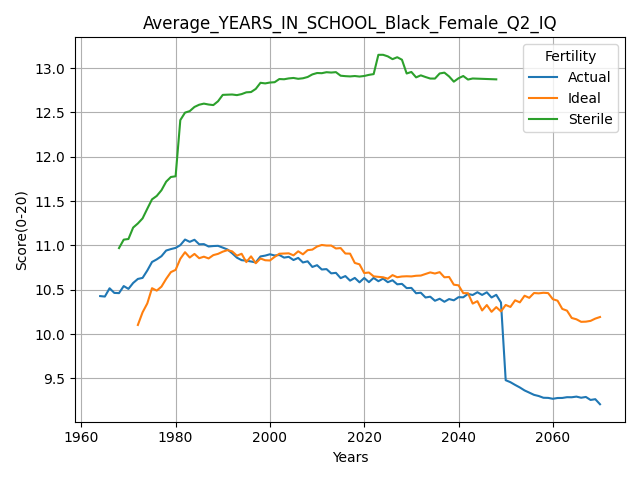 Average_YEARS_IN_SCHOOL_Black_Female_Q2_IQ
Fertility
Actual
Ideal
Sterile
Score(0-20)
13.0
12.5
12.0
11.5
11.0
10.5
10.0
9.5
1960
1980
2000
2020
2040
2060
Years